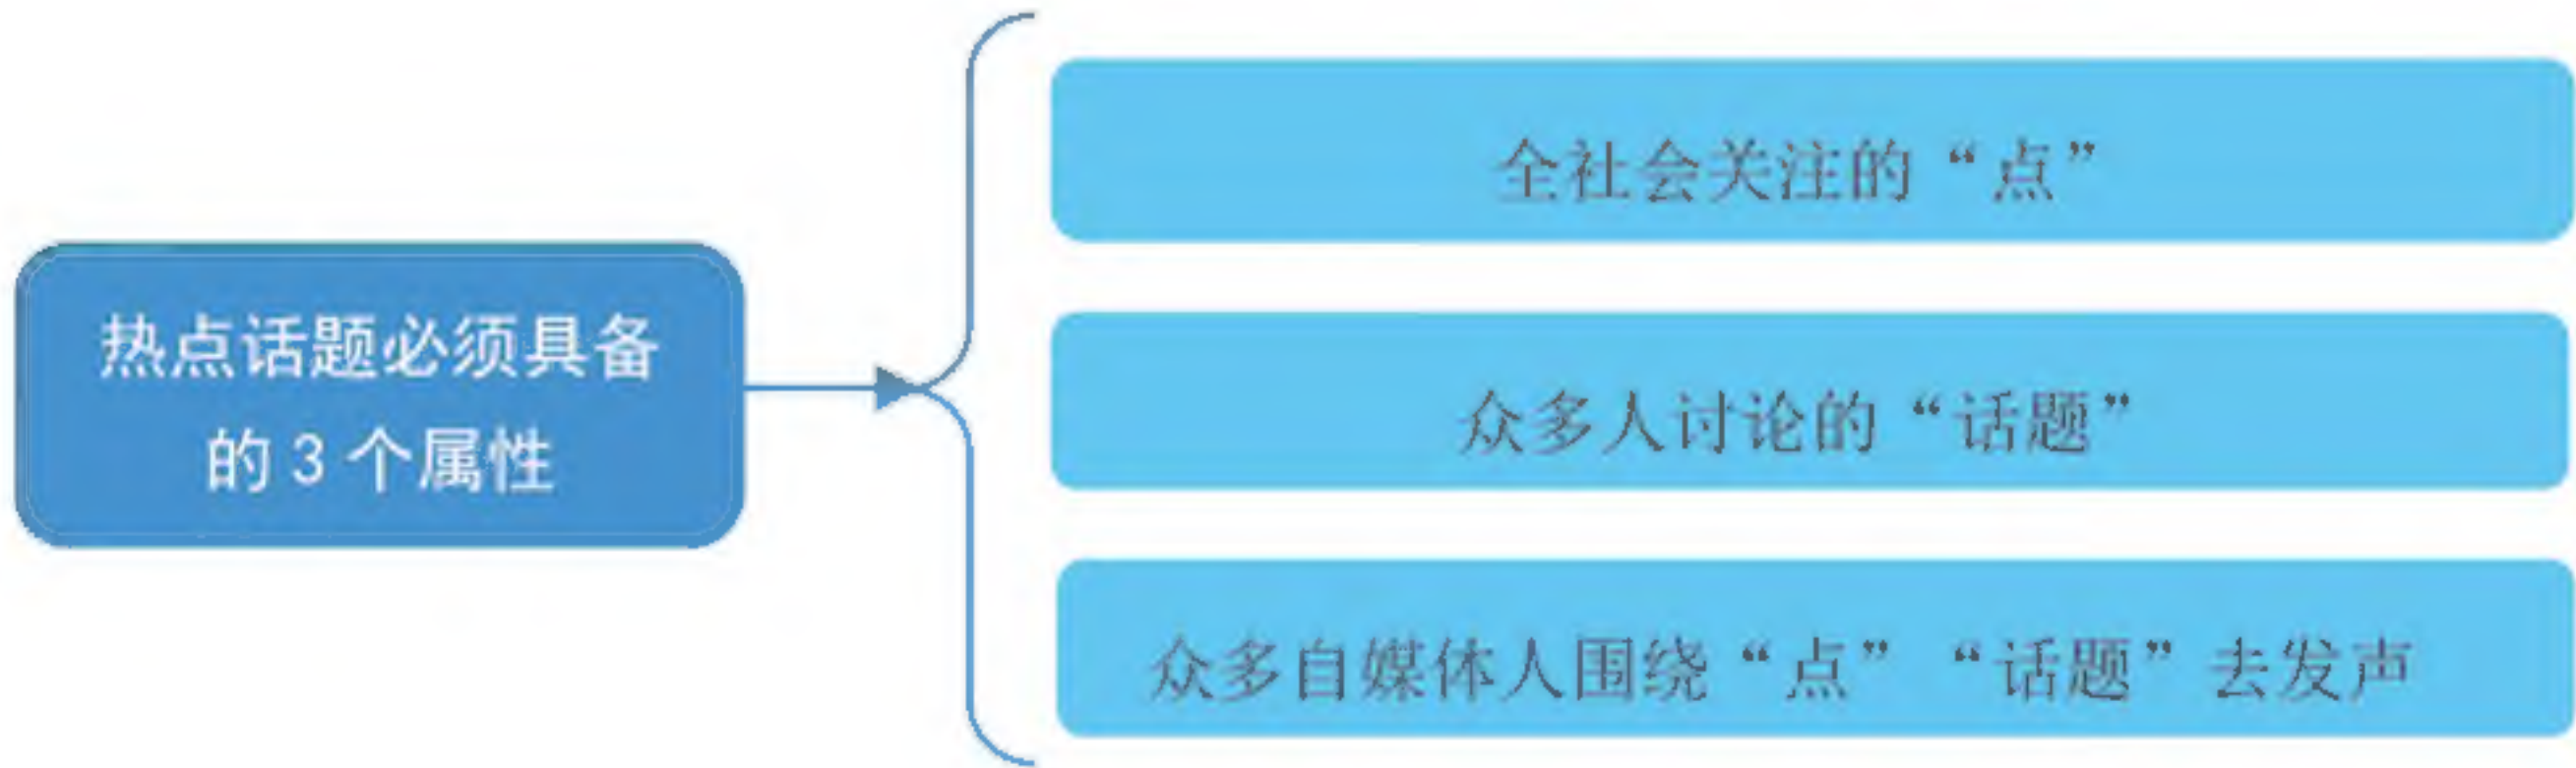 热点话题必须具备
的 3 个属性
全社会关注的“点”
众多人讨论的“话题”
众多自媒体人围绕“点”“话题”去发声